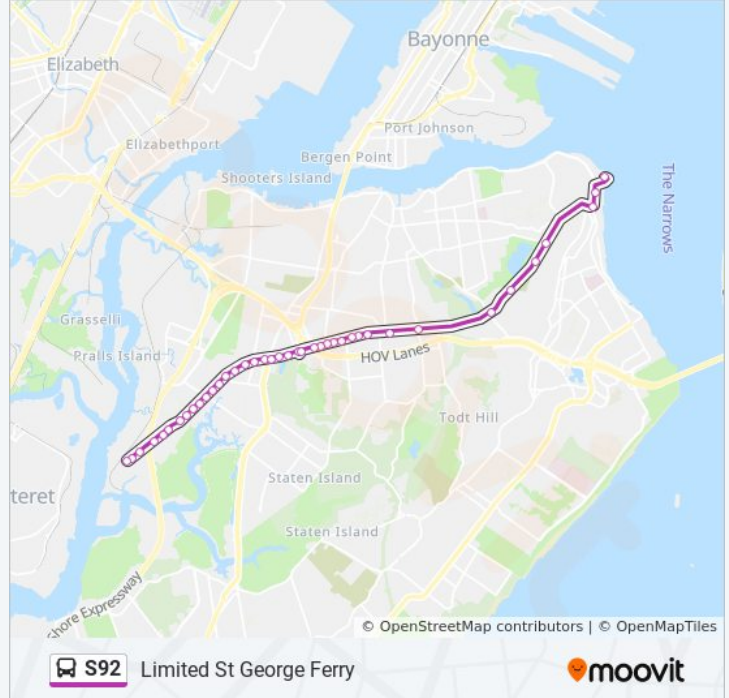 Bayonne
Elizabeth
Port Johnson
Elizabethport
Bergen Point
Shooters Island
The Narrows
Grasselli
Pralls Island
HOV Lanes
Todt Hill
Staten Island
teret
Staten Island
Shore Expressway
© OpenStreetMap contributors | © OpenMapTiles
S92 Limited St George Ferry
moovit